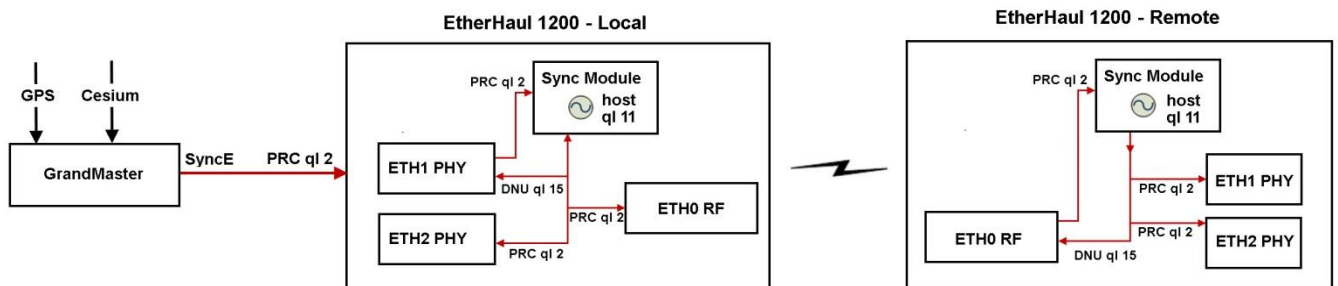 EtherHaul 1200 - Local
EtherHaul 1200 - Remote
GPS
Cesium
GrandMaster
SyncE
PRC ql 2
PRC ql 2
Sync Module
host
ql 11
ETH1 PHY
DNU ql 15
PRC ql 2
ETH0 RF
ETH2 PHY
PRC ql 2
PRC ql 2
Sync Module
host
ql 11
ETH1 PHY
PRC ql 2
PRC ql 2
ETH2 PHY
ETH0 RF
DNU ql 15